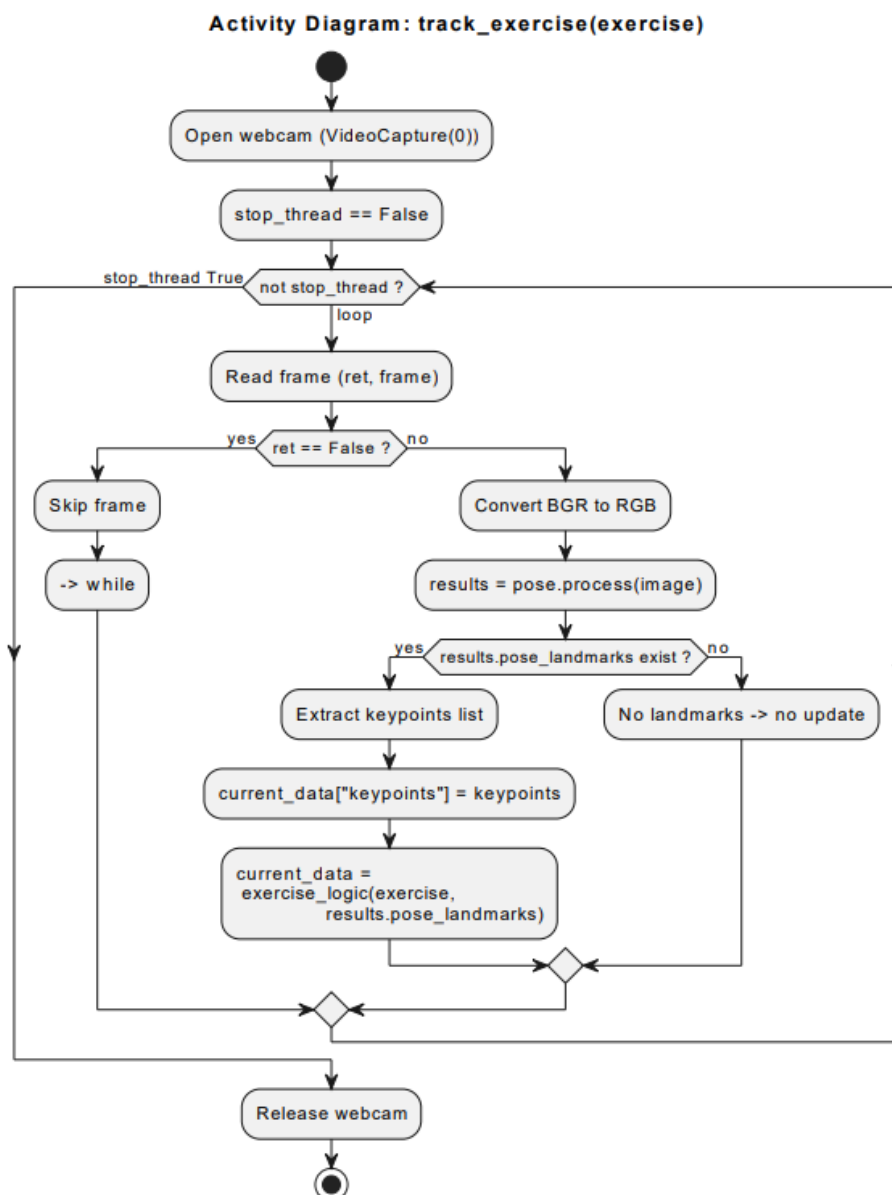 Activity Diagram: track_exercise(exercise)
Open webcam (VideoCapture(0))
stop_thread == False
stop_thread True
not stop_thread ?
loop
Read frame (ret, frame)
yes
ret == False ?
no
Skip frame
Convert BGR to RGB
-> while
results = pose.process(image)
yes
results.pose_landmarks exist ?
no
Extract keypoints list
No landmarks -> no update
current_data["keypoints"] = keypoints
current_data =
exercise_logic(exercise,
results.pose_landmarks)
Release webcam